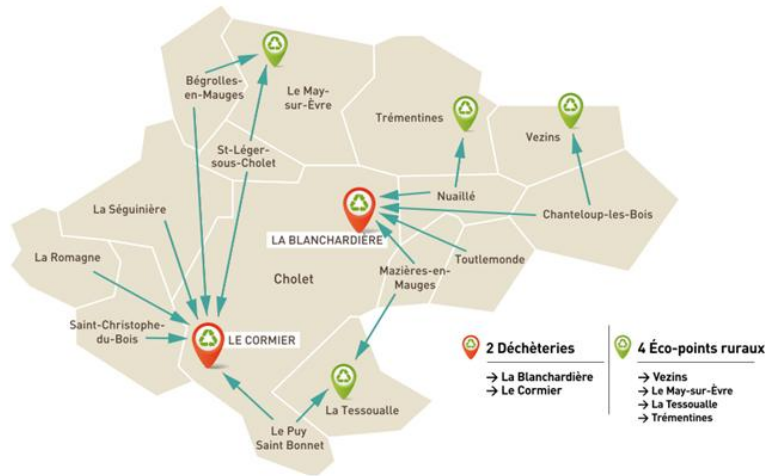 Bégrolles-
en-Mauges
Le May-
sur-Èvre
Trémentines
Vezins
St-Léger-
sous-Cholet
Nuaillé
La Séguinière
Chanteloup-les-Bois
LA BLANCHARDIÈRE
Toutlemonde
La Romagne
Cholet
Mazières-en-
Mauges
Saint-Christophe-
du-Bois
LE CORMIER
La Tessoualle
Le Puy
Saint Bonnet
2 Déchèteries
→ La Blanchardière
→ Le Cormier
4 Éco-points ruraux
→ Vezins
→ Le May-sur-Èvre
→ La Tessoualle
→ Trémentines